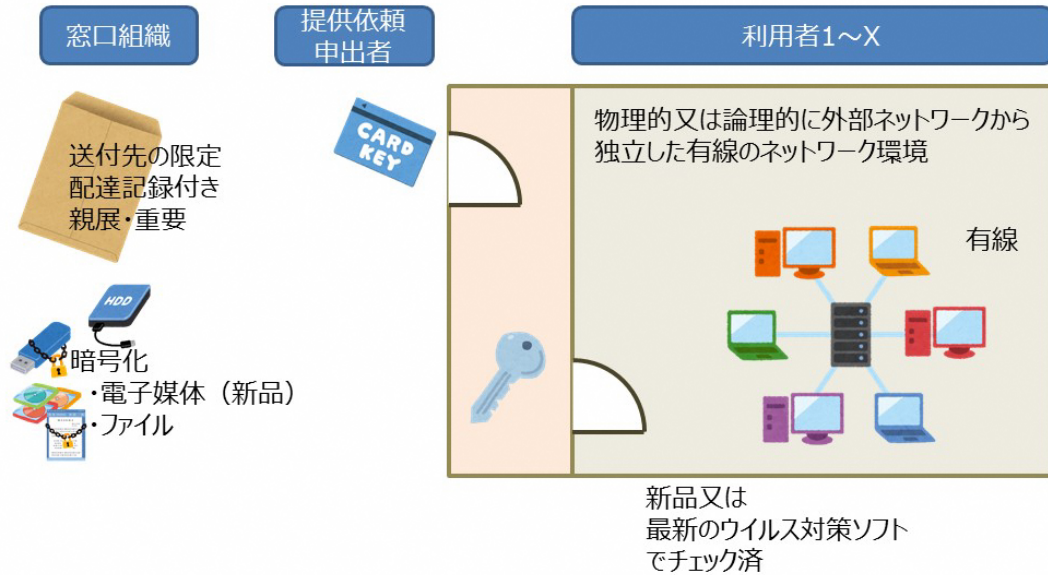 窓口組織
提供依頼
申出者
利用者1～X
送付先の限定
配達記録付き
親展・重要
CARD
KEY
物理的又は論理的に外部ネットワークから
独立した有線のネットワーク環境
有線
HDD
暗号化
・電子媒体（新品）
・ファイル
新品又は
最新のウイルス対策ソフト
でチェック済